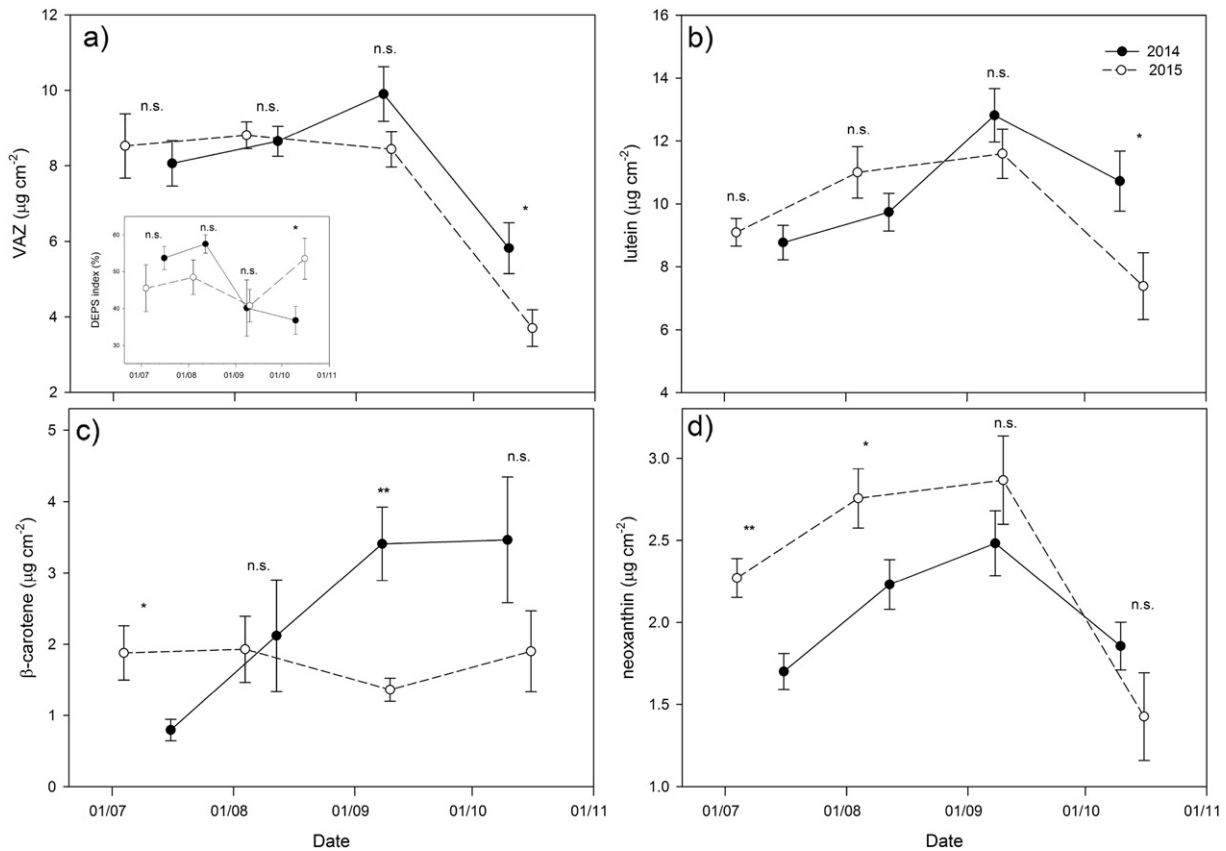 a)
12
10
8
6
4
2
VAZ (µg cm-2)
n.s.
n.s.
n.s.
*
60
50
40
30
DEPS index (%)
n.s.
n.s.
n.s.
*
01/07 01/08 01/09 01/10 01/11
b)
16
14
12
10
8
6
4
lutein (µg cm-2)
2014
2015
n.s.
n.s.
n.s.
*
c)
5
4
3
2
1
0
β-carotene (µg cm-2)
*
n.s.
**
n.s.
01/07 01/08 01/09 01/10 01/11
Date
d)
3.0
2.5
2.0
1.5
1.0
neoxanthin (µg cm-2)
**
*
n.s.
n.s.
01/07 01/08 01/09 01/10 01/11
Date